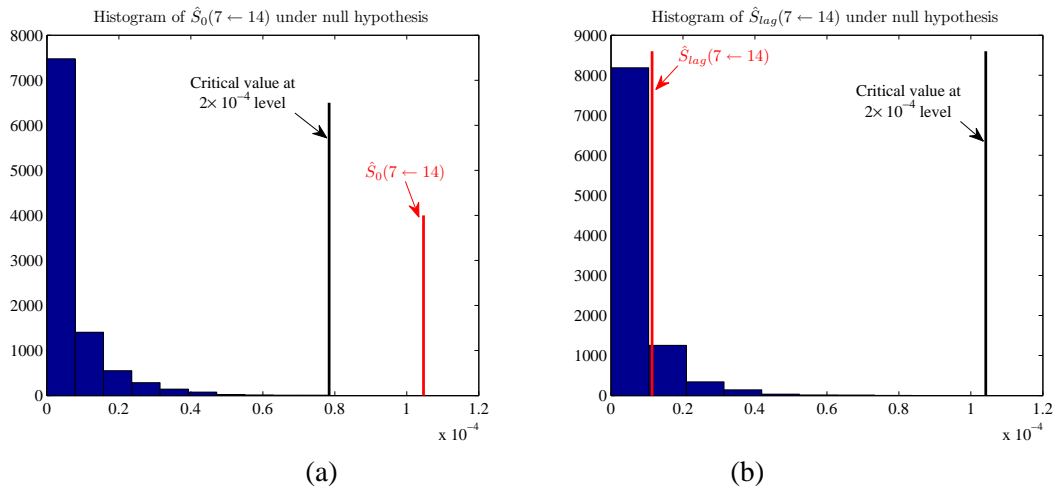 Histogram of Ŝ₀(7 ← 14) under null hypothesis
8000
7000
6000
5000
4000
3000
2000
1000
0
Critical value at
2× 10⁻⁴ level
Ŝ₀(7 ← 14)
0 0.2 0.4 0.6 0.8 1 1.2
x 10⁻⁴
(a)
Histogram of Ŝ_lag(7 ← 14) under null hypothesis
9000
8000
7000
6000
5000
4000
3000
2000
1000
0
Ŝ_lag(7 ← 14)
Critical value at
2× 10⁻⁴ level
0 0.2 0.4 0.6 0.8 1 1.2
x 10⁻⁴
(b)